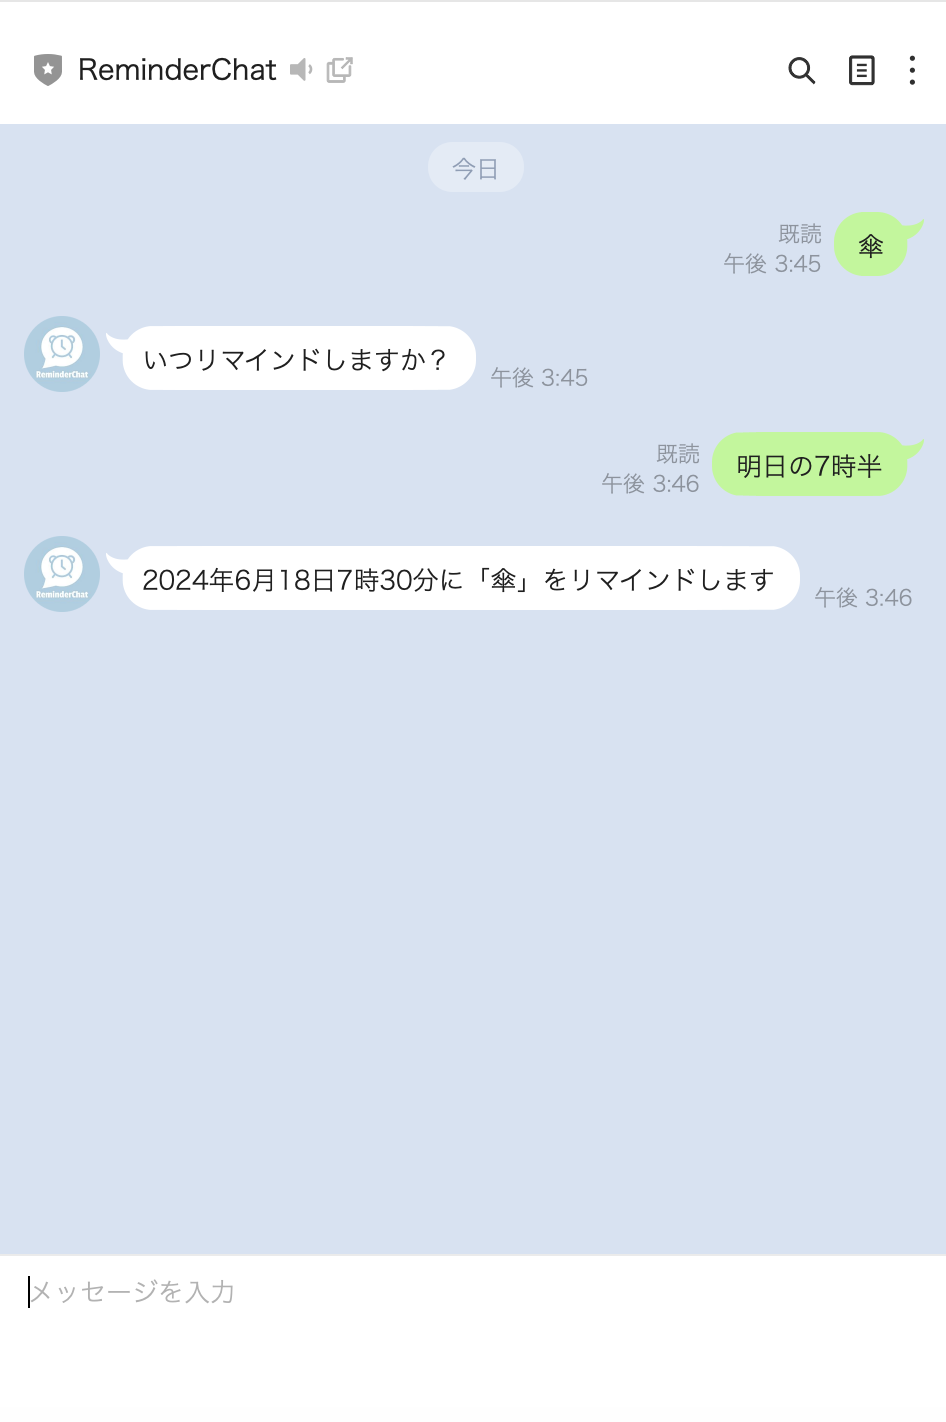 ReminderChat
今日
既読
午後 3:45
傘
ReminderChat
いつリマインドしますか？
午後 3:45
既読
午後 3:46
明日の7時半
ReminderChat
2024年6月18日7時30分に「傘」をリマインドします
午後 3:46
メッセージを入力